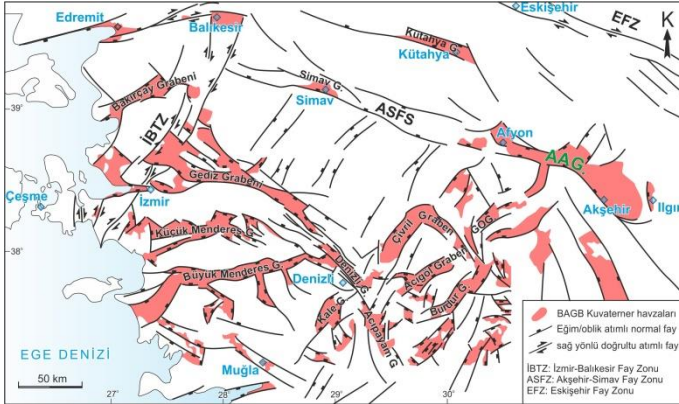 Edremit
Balıkesir
Eskişehir
EFZ
K
Kütahya G.
Kütahya
Bakırçay Grabeni
Simav G.
Simav
39'
İBTZ
ASFS
Afyon
AAG.
Gediz Grabeni
Çeşme
İzmir
Akşehir
Ilgın
Küçük Menderes G.
Çivril Graben
GOG
38'
Büyük Menderes G.
Denizli G.
Denizli
Acıgöl Graben
Burdur G.
Kale G.
Acıpayam G.
EGE DENİZİ
Muğla
50 km
27'
28'
29'
30'
BAGB Kuvaterner havzaları
Eğim/oblik atımlı normal fay
sağ yönlü doğrultu atımlı fay
İBTZ: İzmir-Balıkesir Fay Zonu
ASFZ: Akşehir-Simav Fay Zonu
EFZ: Eskişehir Fay Zonu